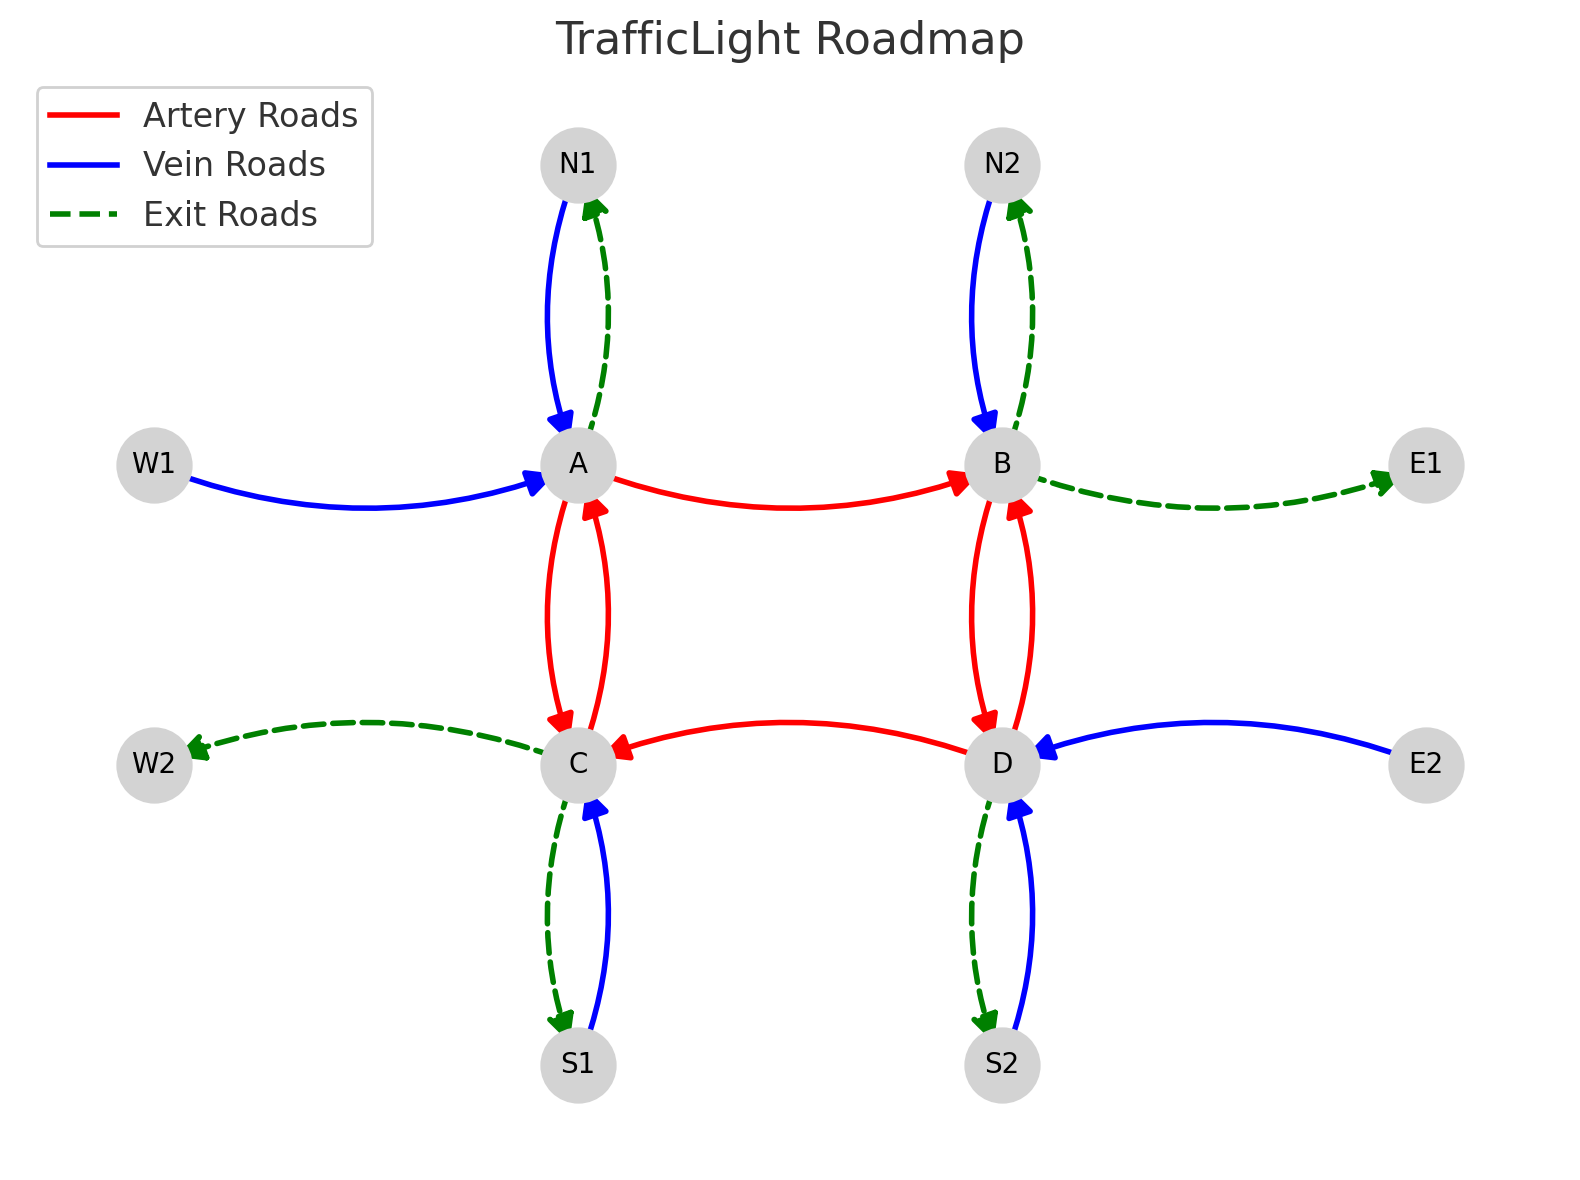 TrafficLight Roadmap
Artery Roads
Vein Roads
Exit Roads
N1
N2
W1
A
B
E1
W2
C
D
E2
S1
S2